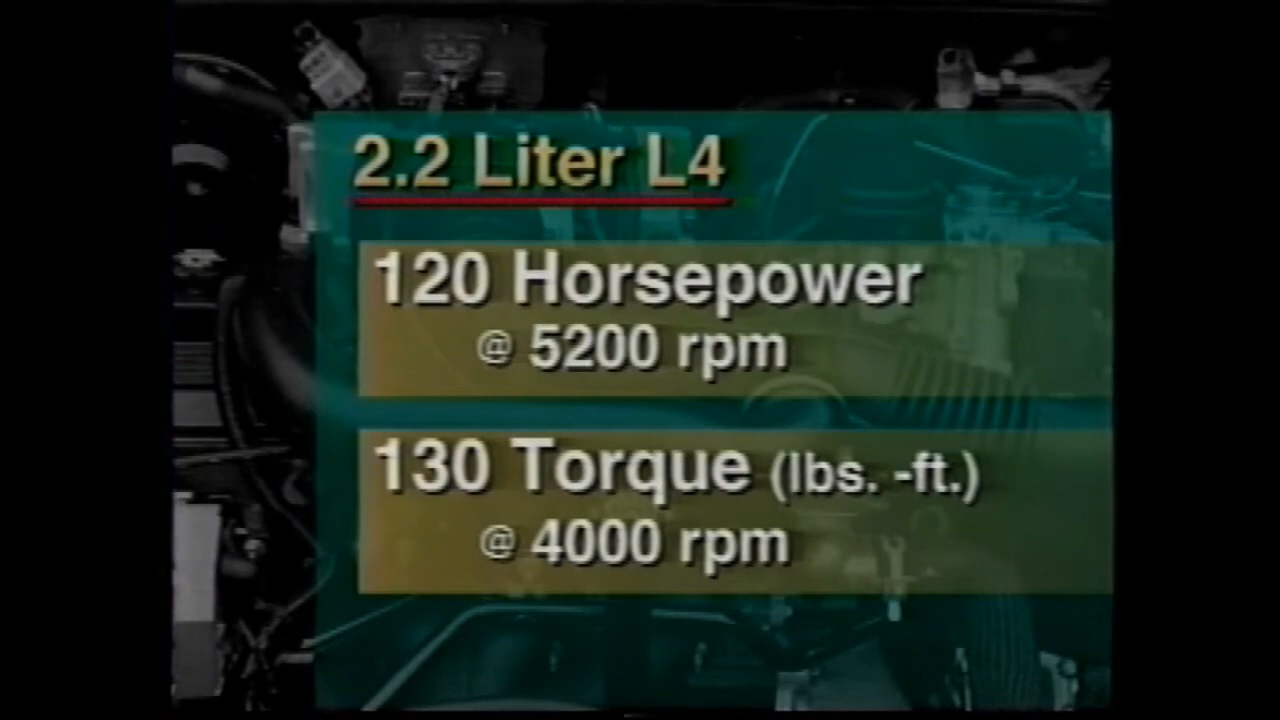 2.2 Liter L4
120 Horsepower
@ 5200 rpm
130 Torque (lbs. -ft.)
@ 4000 rpm